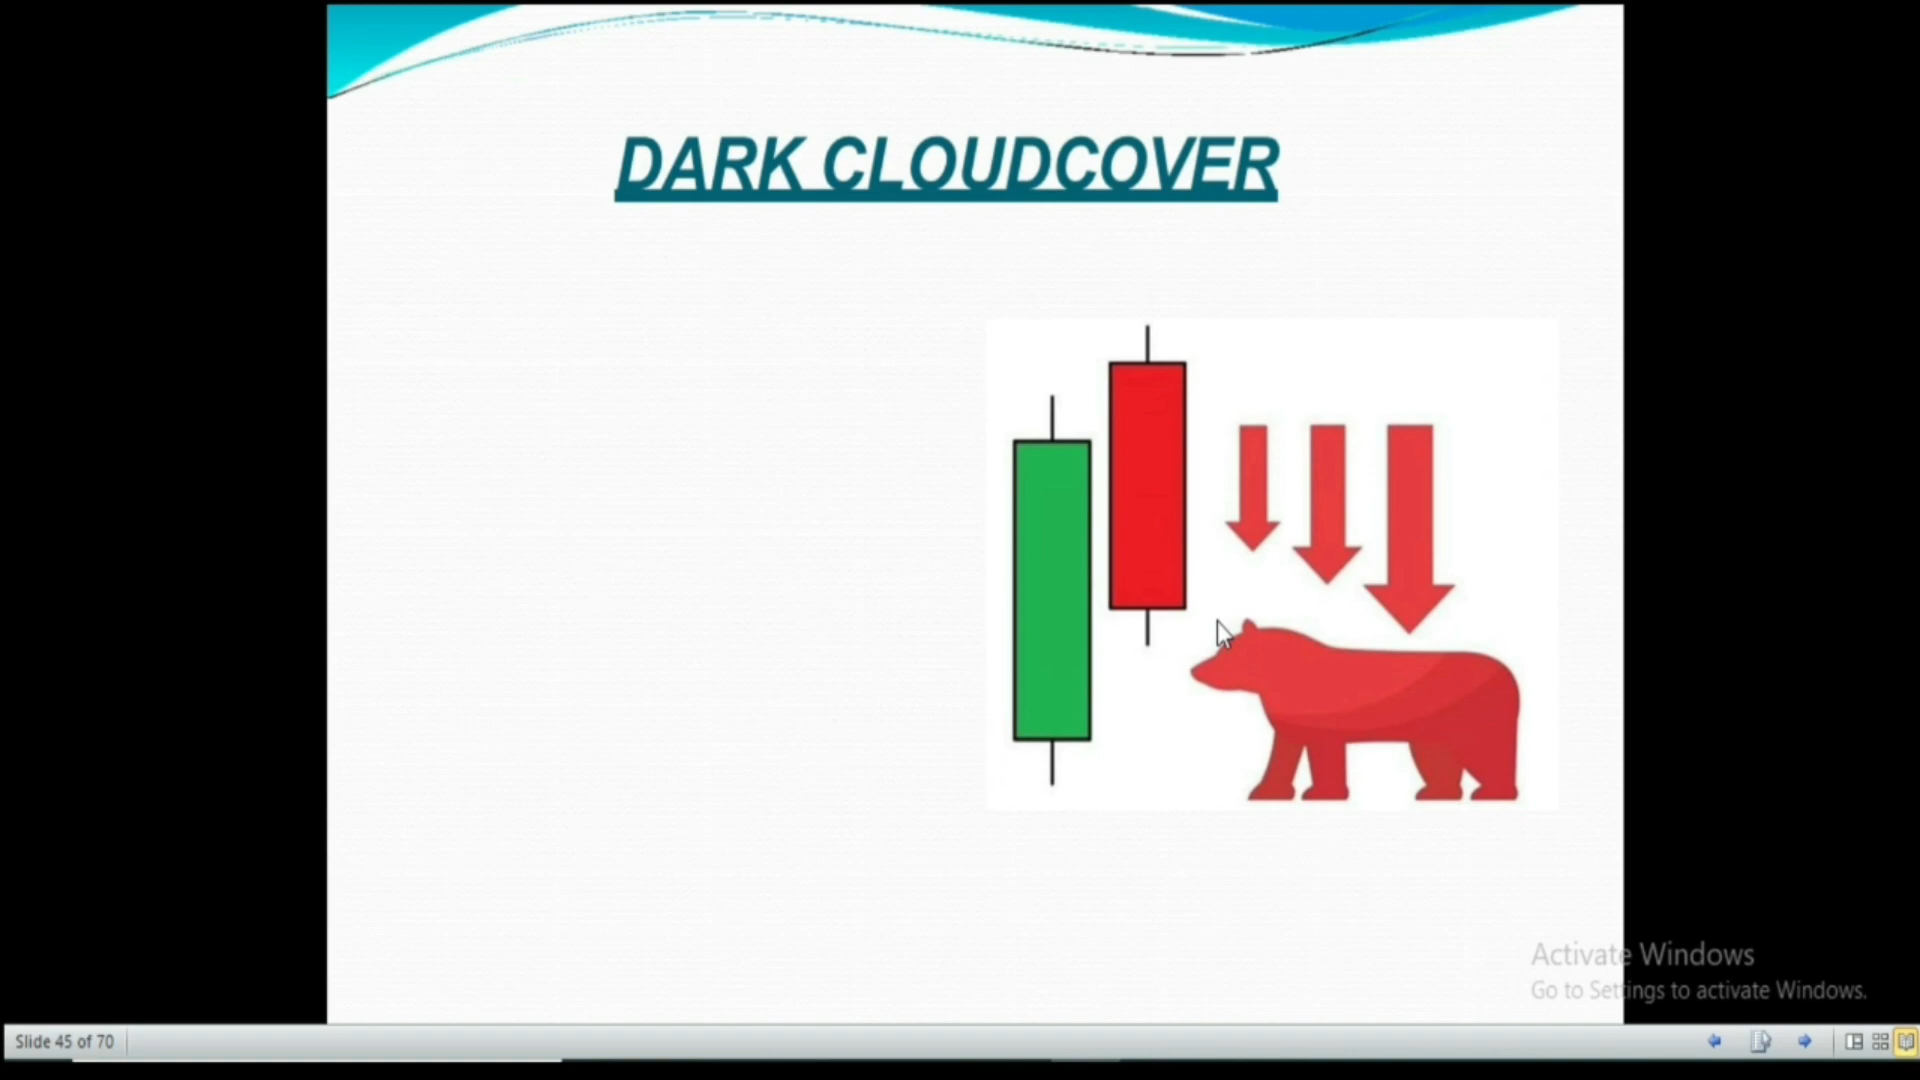 DARK CLOUDCOVER
Activate Windows
Go to Settings to activate Windows.
Slide 45 of 70